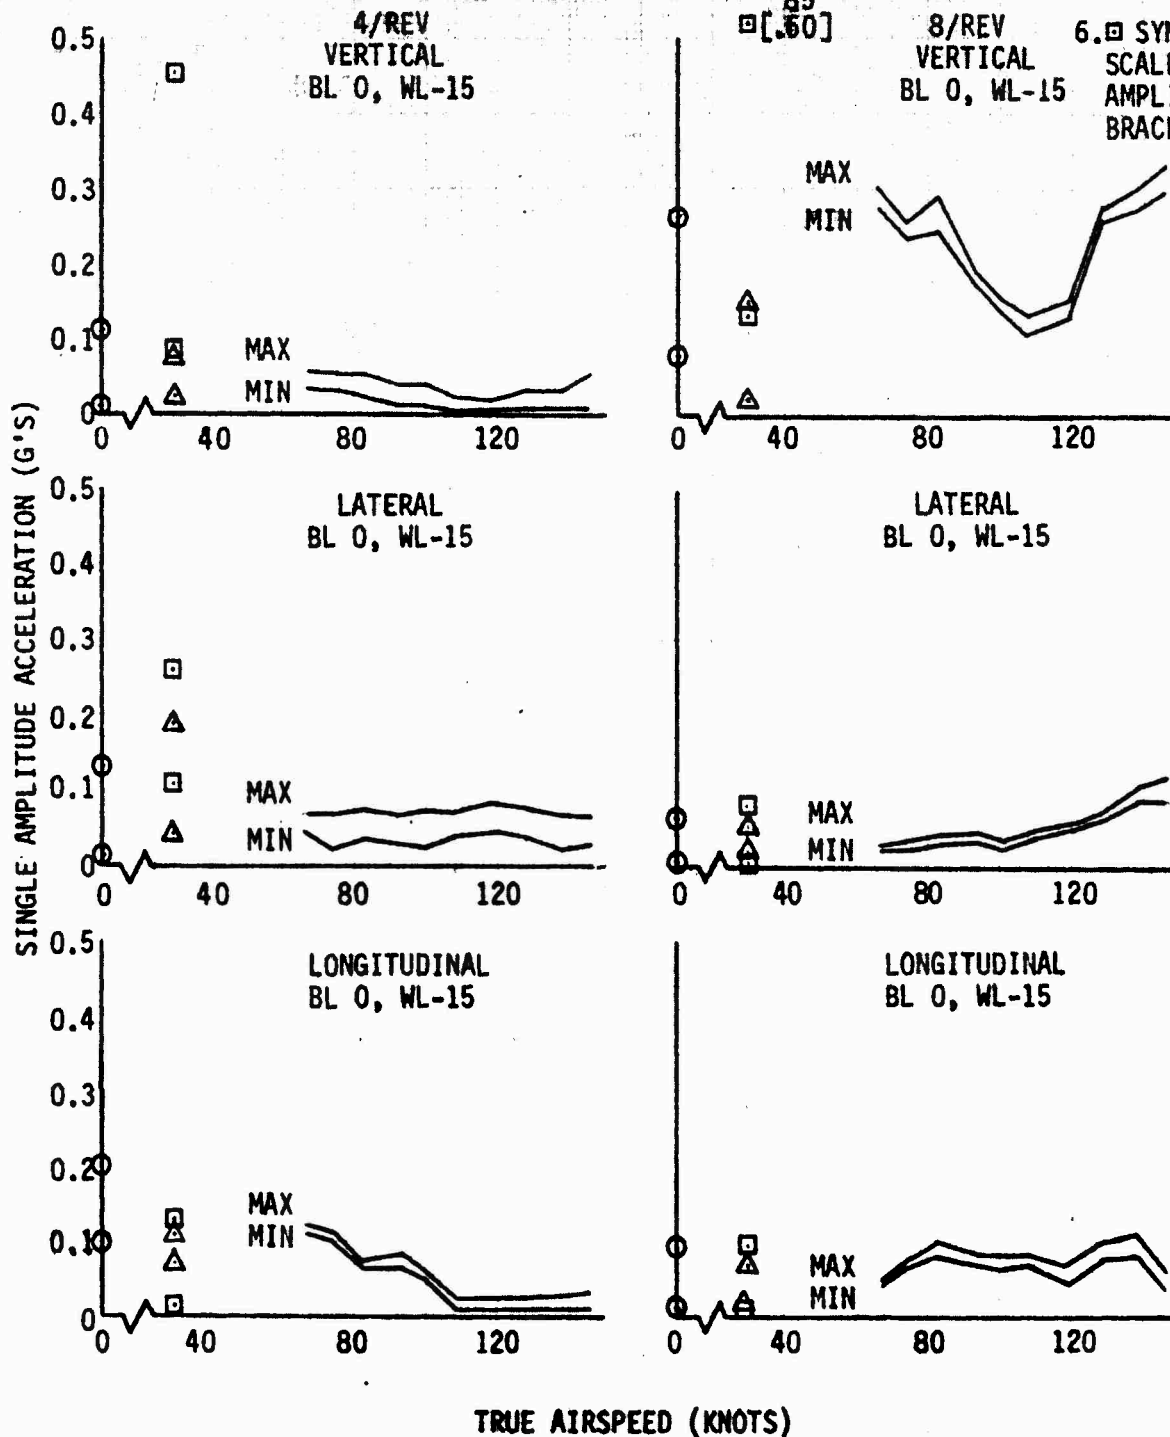 4/REV
VERTICAL
BL 0, WL-15
0.5
0.4
0.3
0.2
0.1
0
MAX
MIN
0 40 80 120
[.60]
8/REV
VERTICAL
BL 0, WL-15
6.
MAX
MIN
0 40 80 120
SINGLE AMPLITUDE ACCELERATION (G'S)
LATERAL
BL 0, WL-15
0.5
0.4
0.3
0.2
0.1
0
MAX
MIN
0 40 80 120
LATERAL
BL 0, WL-15
MAX
MIN
0 40 80 120
LONGITUDINAL
BL 0, WL-15
0.5
0.4
0.3
0.2
0.1
0
MAX
MIN
0 40 80 120
LONGITUDINAL
BL 0, WL-15
MAX
MIN
0 40 80 120
TRUE AIRSPEED (KNOTS)